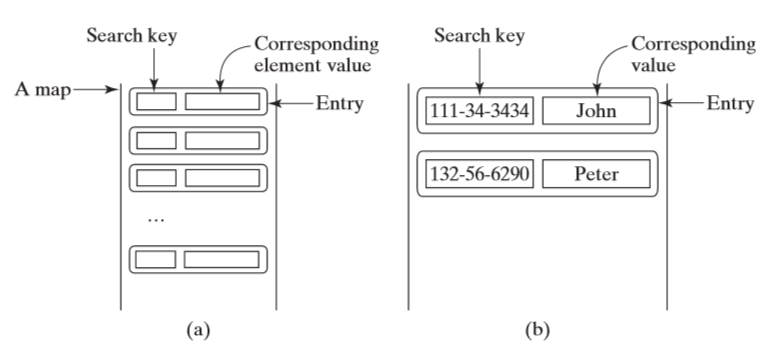 Search key
Corresponding
element value
A map
Entry
...
(a)
Search key
Corresponding
value
Entry
111-34-3434 John
132-56-6290 Peter
(b)